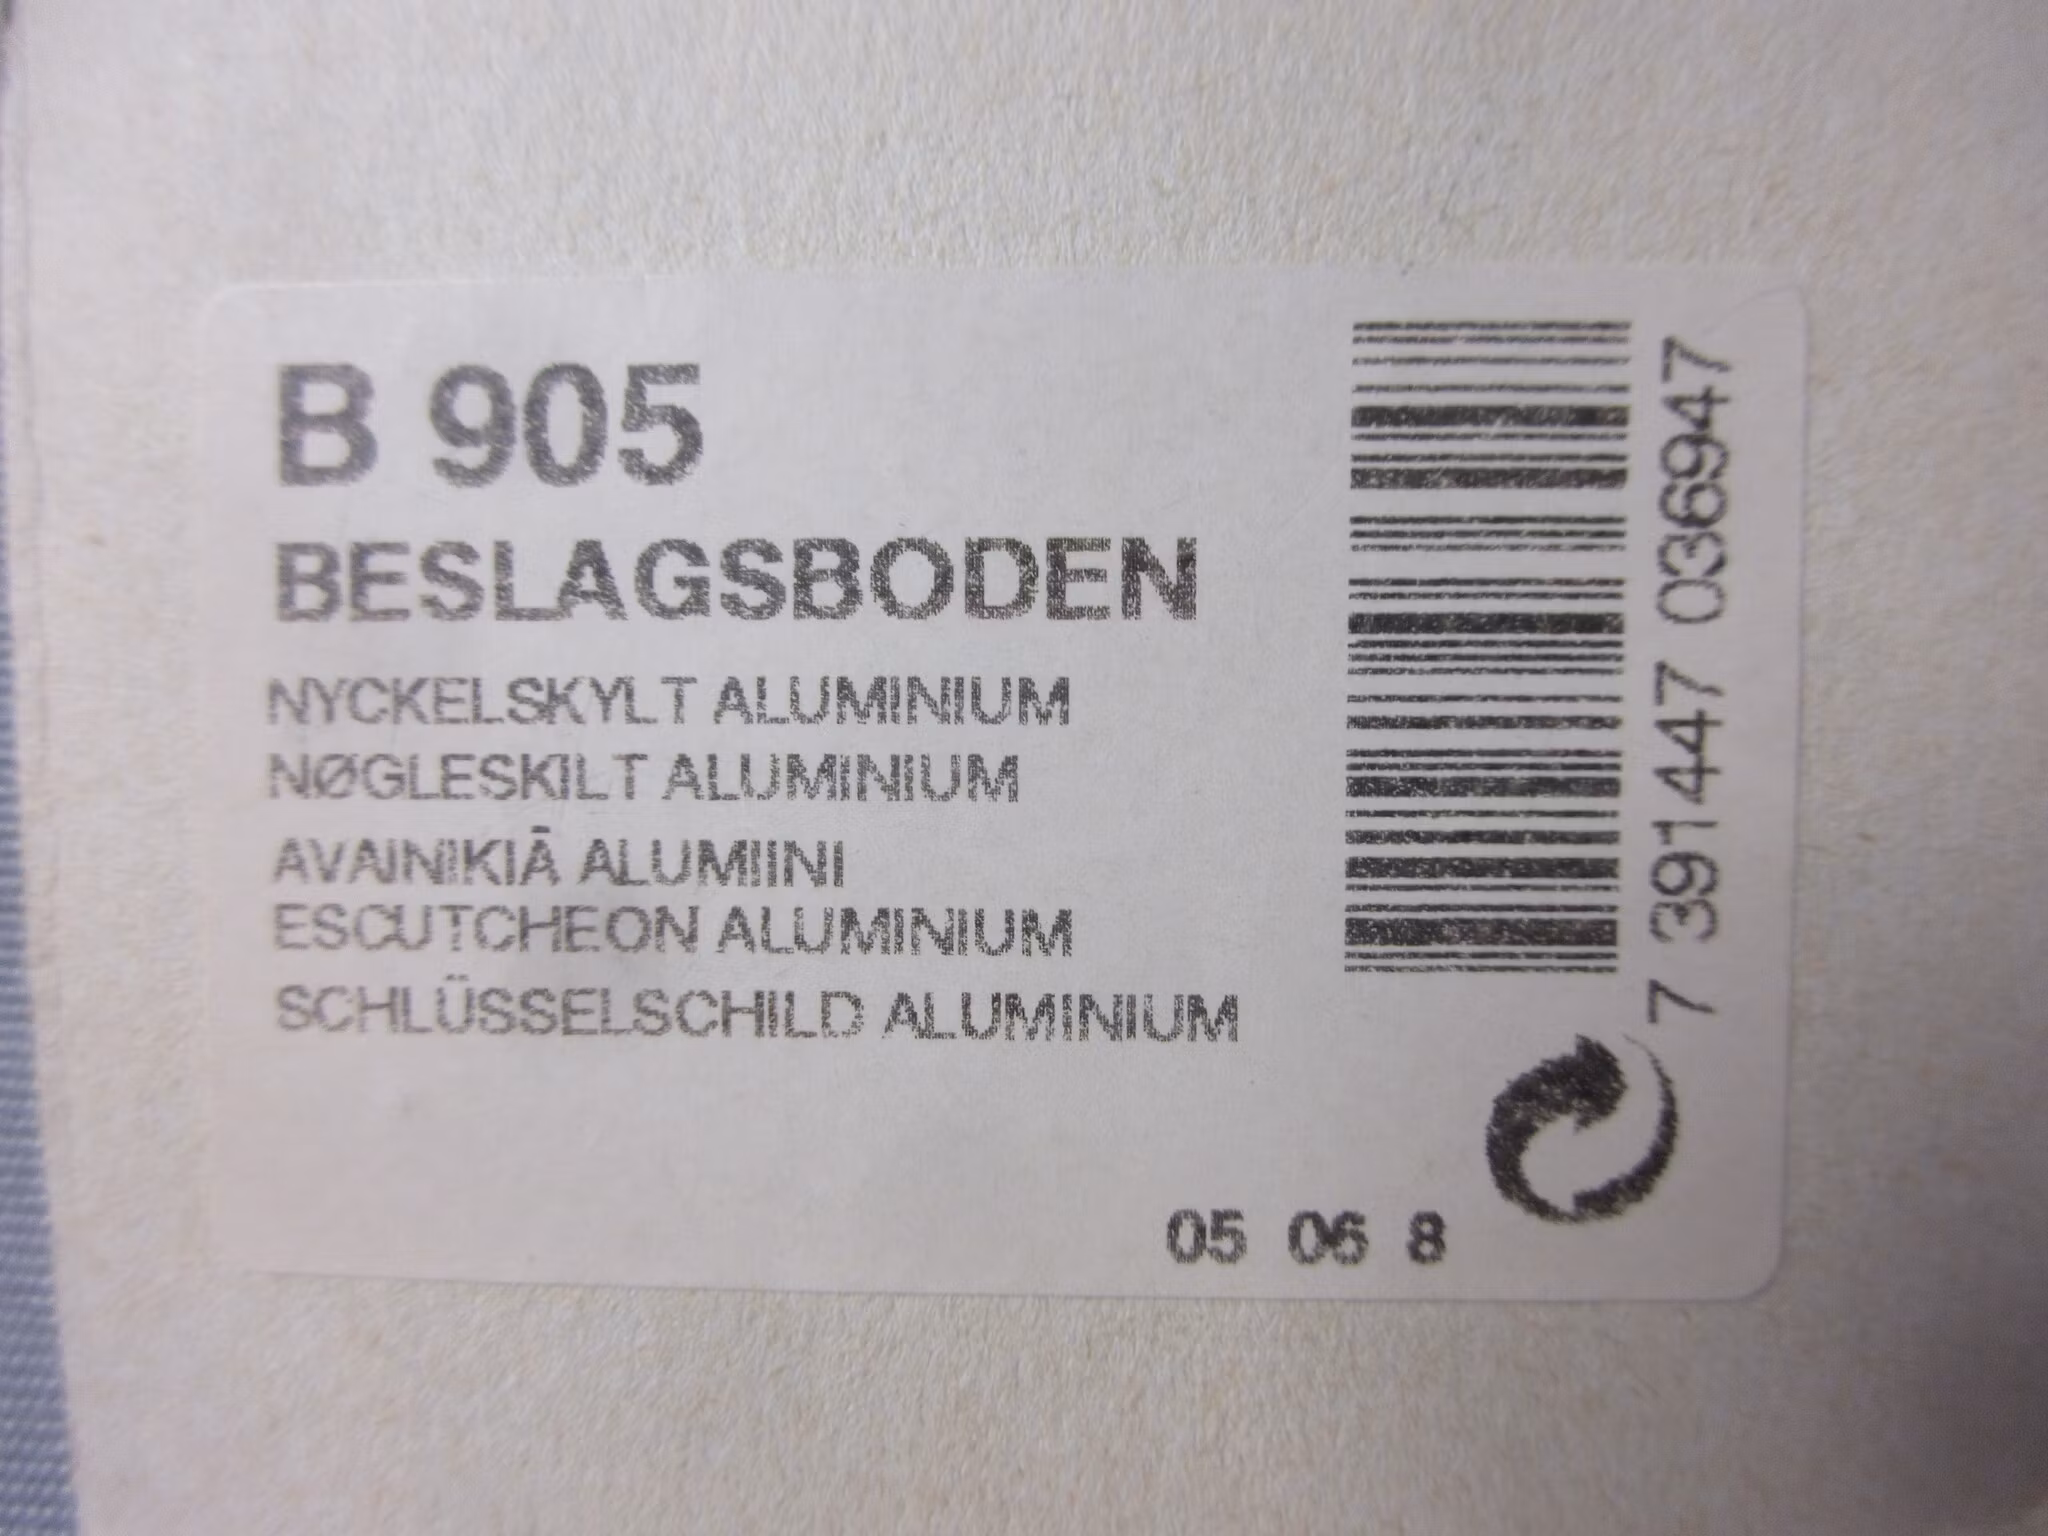 B 905
BESLAGSBODEN
NYCKELSKYLT ALUMINIUM
NØGLESKILT ALUMINIUM
AVAINIKIÄ ALUMIINI
ESCUTCHEON ALUMINIUM
SCHLÜSSELSCHILD ALUMINIUM
05 06 8
7 391447 036947